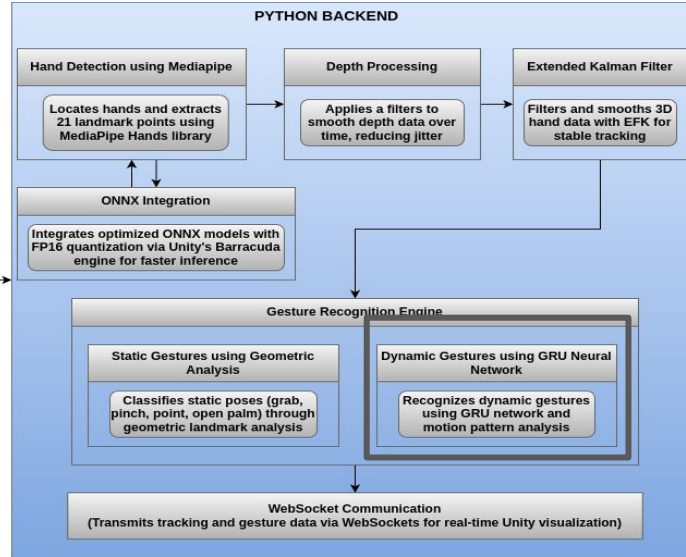 PYTHON BACKEND
Hand Detection using Mediapipe
Locates hands and extracts
21 landmark points using
MediaPipe Hands library
Depth Processing
Applies a filters to
smooth depth data over
time, reducing jitter
Extended Kalman Filter
Filters and smooths 3D
hand data with EFK for
stable tracking
ONNX Integration
Integrates optimized ONNX models with
FP16 quantization via Unity's Barracuda
engine for faster inference
Gesture Recognition Engine
Static Gestures using Geometric
Analysis
Classifies static poses (grab,
pinch, point, open palm) through
geometric landmark analysis
Dynamic Gestures using GRU Neural
Network
Recognizes dynamic gestures
using GRU network and
motion pattern analysis
WebSocket Communication
(Transmits tracking and gesture data via WebSockets for real-time Unity visualization)